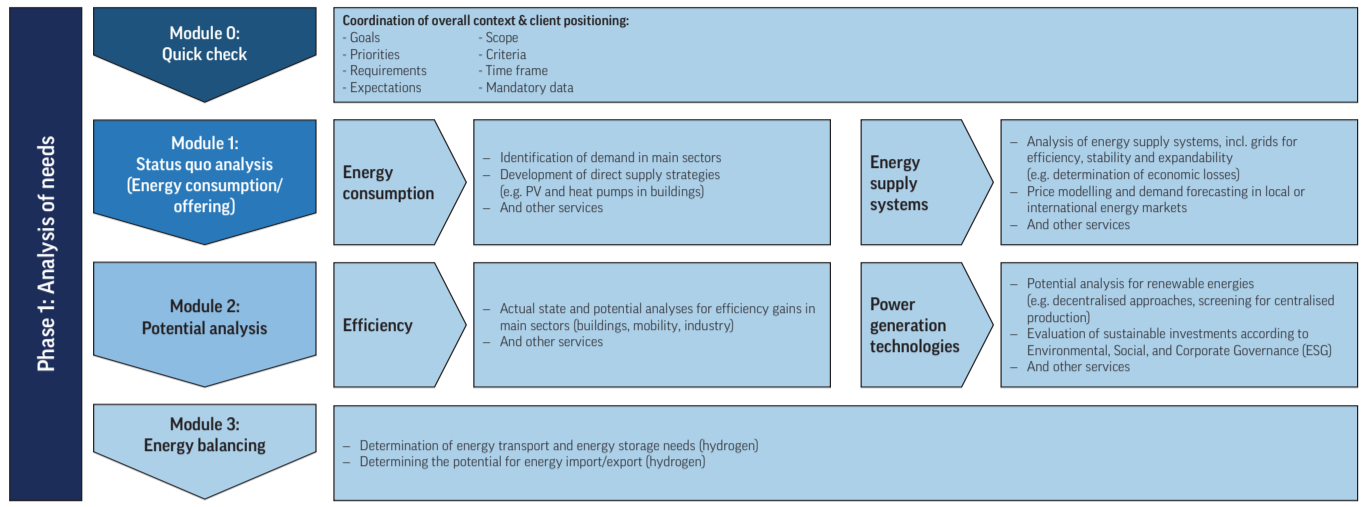 Phase 1: Analysis of needs
Module 0:
Quick check
Coordination of overall context & client positioning:
- Goals
- Priorities
- Requirements
- Expectations
- Scope
- Criteria
- Time frame
- Mandatory data
Module 1:
Status quo analysis
(Energy consumption/
offering)
Energy
consumption
– Identification of demand in main sectors
– Development of direct supply strategies
(e.g. PV and heat pumps in buildings)
– And other services
Energy
supply
systems
– Analysis of energy supply systems, incl. grids for
efficiency, stability and expandability
(e.g. determination of economic losses)
– Price modelling and demand forecasting in local or
international energy markets
– And other services
Module 2:
Potential analysis
Efficiency
– Actual state and potential analyses for efficiency gains in
main sectors (buildings, mobility, industry)
– And other services
Power
generation
technologies
– Potential analysis for renewable energies
(e.g. decentralised approaches, screening for centralised
production)
– Evaluation of sustainable investments according to
Environmental, Social, and Corporate Governance (ESG)
– And other services
Module 3:
Energy balancing
– Determination of energy transport and energy storage needs (hydrogen)
– Determining the potential for energy import/export (hydrogen)